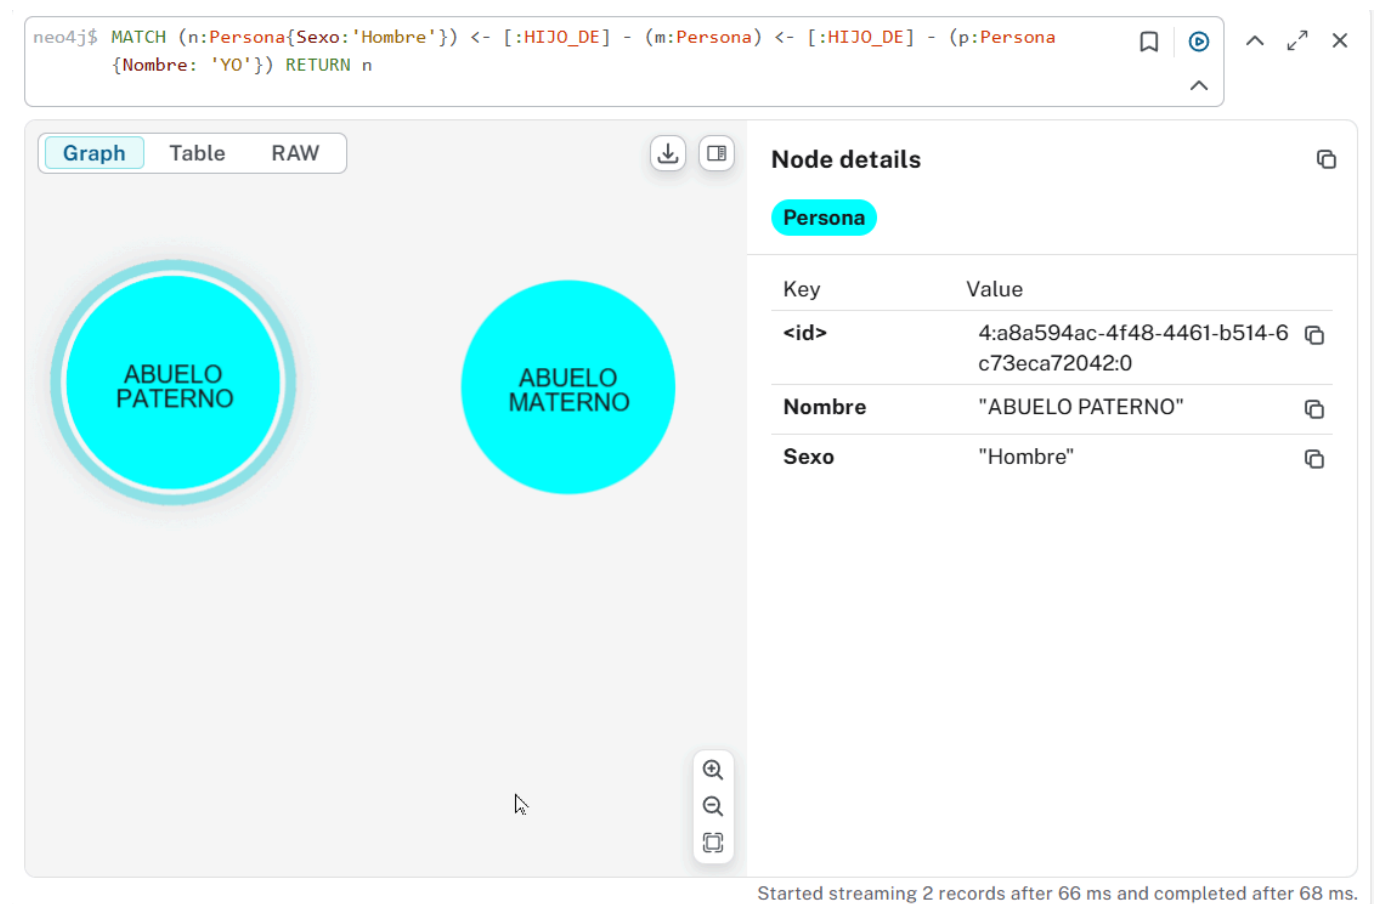 neo4j$ MATCH (n:Persona{Sexo:'Hombre'}) <- [:HIJO_DE] - (m:Persona) <- [:HIJO_DE] - (p:Persona
{Nombre: 'YO'}) RETURN n
Graph Table RAW
Node details
Persona
Key Value
<id> 4:a8a594ac-4f48-4461-b514-6
c73eca72042:0
Nombre "ABUELO PATERNO"
Sexo "Hombre"
ABUELO
PATERNO
ABUELO
MATERNO
Started streaming 2 records after 66 ms and completed after 68 ms.